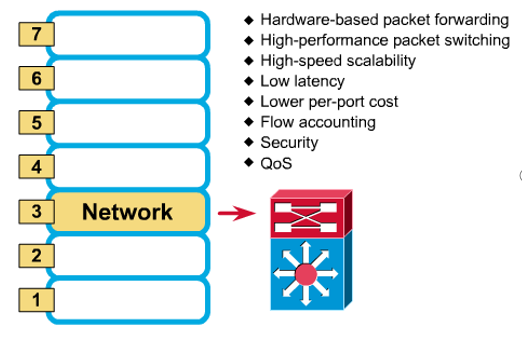 7
6
5
4
3 Network
2
1
◆ Hardware-based packet forwarding
◆ High-performance packet switching
◆ High-speed scalability
◆ Low latency
◆ Lower per-port cost
◆ Flow accounting
◆ Security
◆ QoS